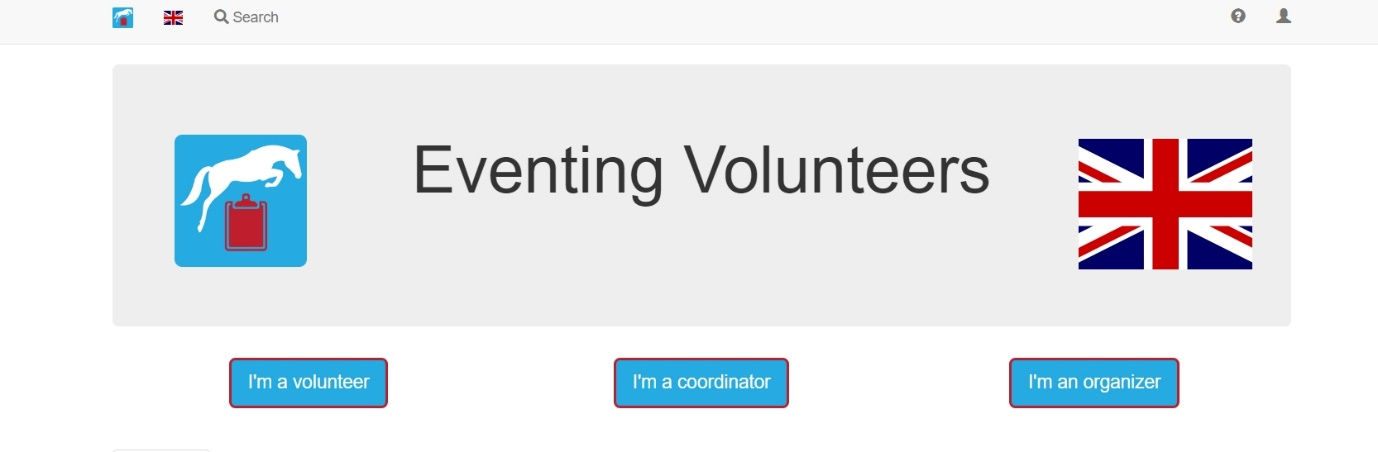 Search
Eventing Volunteers
I'm a volunteer
I'm a coordinator
I'm an organizer